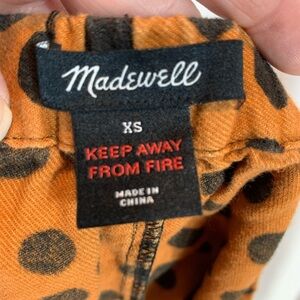 Madewell
XS
KEEP AWAY
FROM FIRE
MADE IN
CHINA